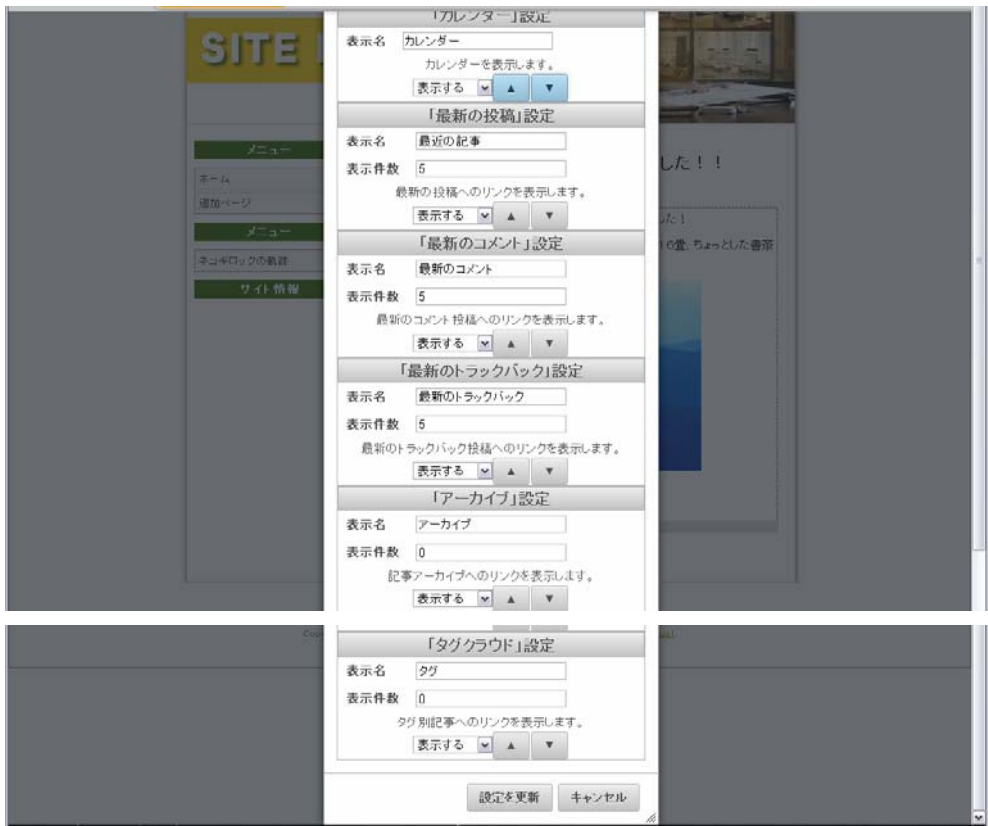 「カレンダー」設定
SITE
表示名 カレンダー
カレンダーを表示します。
表示する ▲ ▼
「最新の投稿」設定
メニュー
表示名 最近の記事
した！！
ホーム
表示件数 5
追加ページ
最新の投稿へのリンクを表示します。
表示する ▲ ▼
した！
メニュー
「最新のコメント」設定
６畳、ちょっとした書茶
ネコギロックの軌跡
表示名 最新のコメント
サイト情報
表示件数 5
最新のコメント投稿へのリンクを表示します。
表示する ▲ ▼
「最新のトラックバック」設定
表示名 最新のトラックバック
表示件数 5
最新のトラックバック投稿へのリンクを表示します。
表示する ▲ ▼
「アーカイブ」設定
表示名 アーカイブ
表示件数 0
記事アーカイブへのリンクを表示します。
表示する ▲ ▼
「タグクラウド」設定
表示名 タグ
表示件数 0
タグ別記事へのリンクを表示します。
表示する ▲ ▼
設定を更新 キャンセル